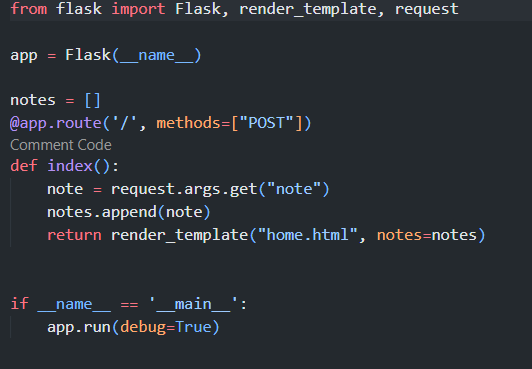 from flask import Flask, render_template, request
app = Flask(__name__)
notes = []
@app.route('/', methods=["POST"])
Comment Code
def index():
    note = request.args.get("note")
    notes.append(note)
    return render_template("home.html", notes=notes)
if __name__ == '__main__':
    app.run(debug=True)